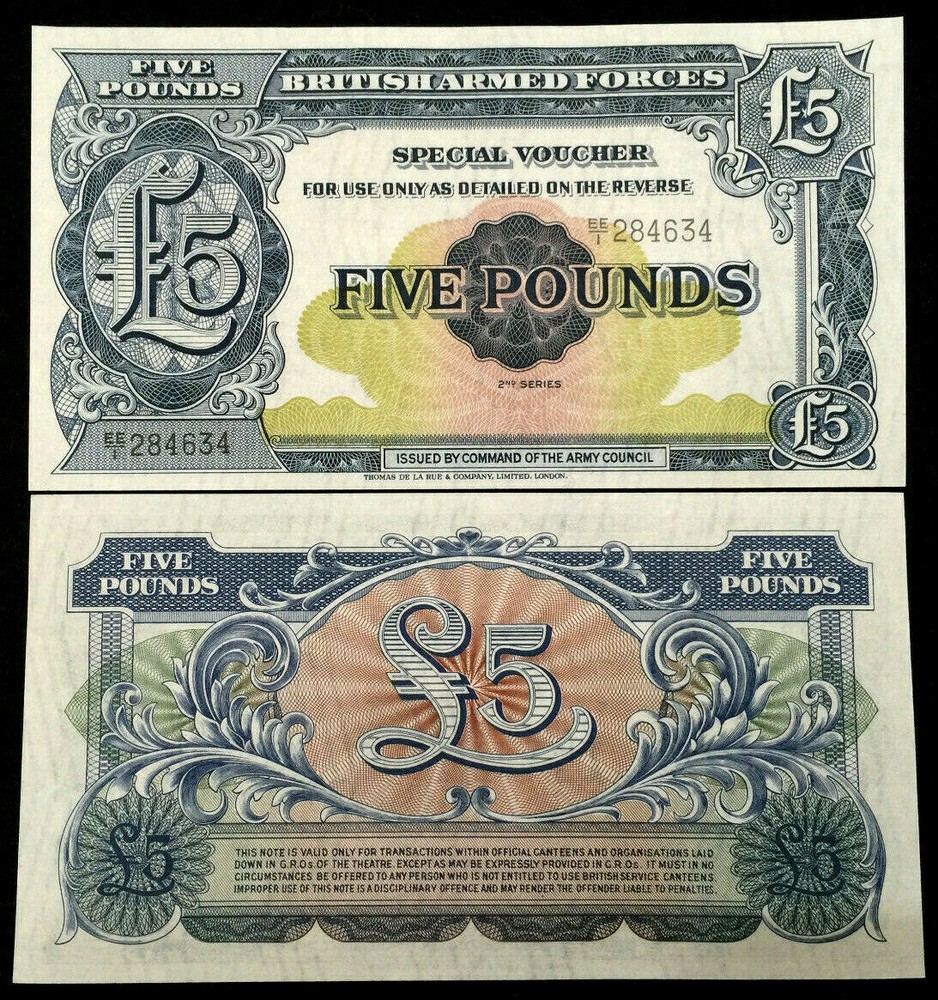 FIVE
POUNDS
BRITISH ARMED FORCES
£5
SPECIAL VOUCHER
FOR USE ONLY AS DETAILED ON THE REVERSE
£5
EE/1 284634
FIVE POUNDS
2ND SERIES
£5
EE/1 284634
ISSUED BY COMMAND OF THE ARMY COUNCIL
THOMAS DE LA RUE & COMPANY, LIMITED, LONDON.
FIVE
POUNDS
FIVE
POUNDS
£5
£5
£5
THIS NOTE IS VALID ONLY FOR TRANSACTIONS WITHIN OFFICIAL CANTEENS AND ORGANISATIONS LAID
DOWN IN G.R.Os. OF THE THEATRE. EXCEPT AS MAY BE EXPRESSLY PROVIDED IN G.R.Os. IT MUST IN NO
CIRCUMSTANCES BE OFFERED TO ANY PERSON WHO IS NOT ENTITLED TO USE BRITISH SERVICE CANTEENS.
IMPROPER USE OF THIS NOTE IS A DISCIPLINARY OFFENCE AND MAY RENDER THE OFFENDER LIABLE TO PENALTIES.